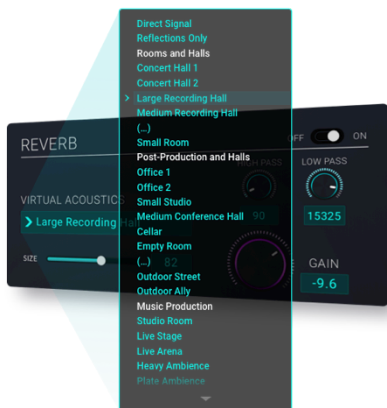 Direct Signal
Reflections Only
Rooms and Halls
Concert Hall 1
Concert Hall 2
> Large Recording Hall
Medium Recording Hall
(...)
Small Room
Post-Production and Halls
Office 1
Office 2
Small Studio
Medium Conference Hall
Cellar
Empty Room
(...)
Outdoor Street
Outdoor Ally
Music Production
Studio Room
Live Stage
Live Arena
Heavy Ambience
Plate Ambience
REVERB
OFF ON
HIGH PASS LOW PASS
VIRTUAL ACOUSTICS
> Large Recording Hall
90 15325
SIZE 82
GAIN
-9.6